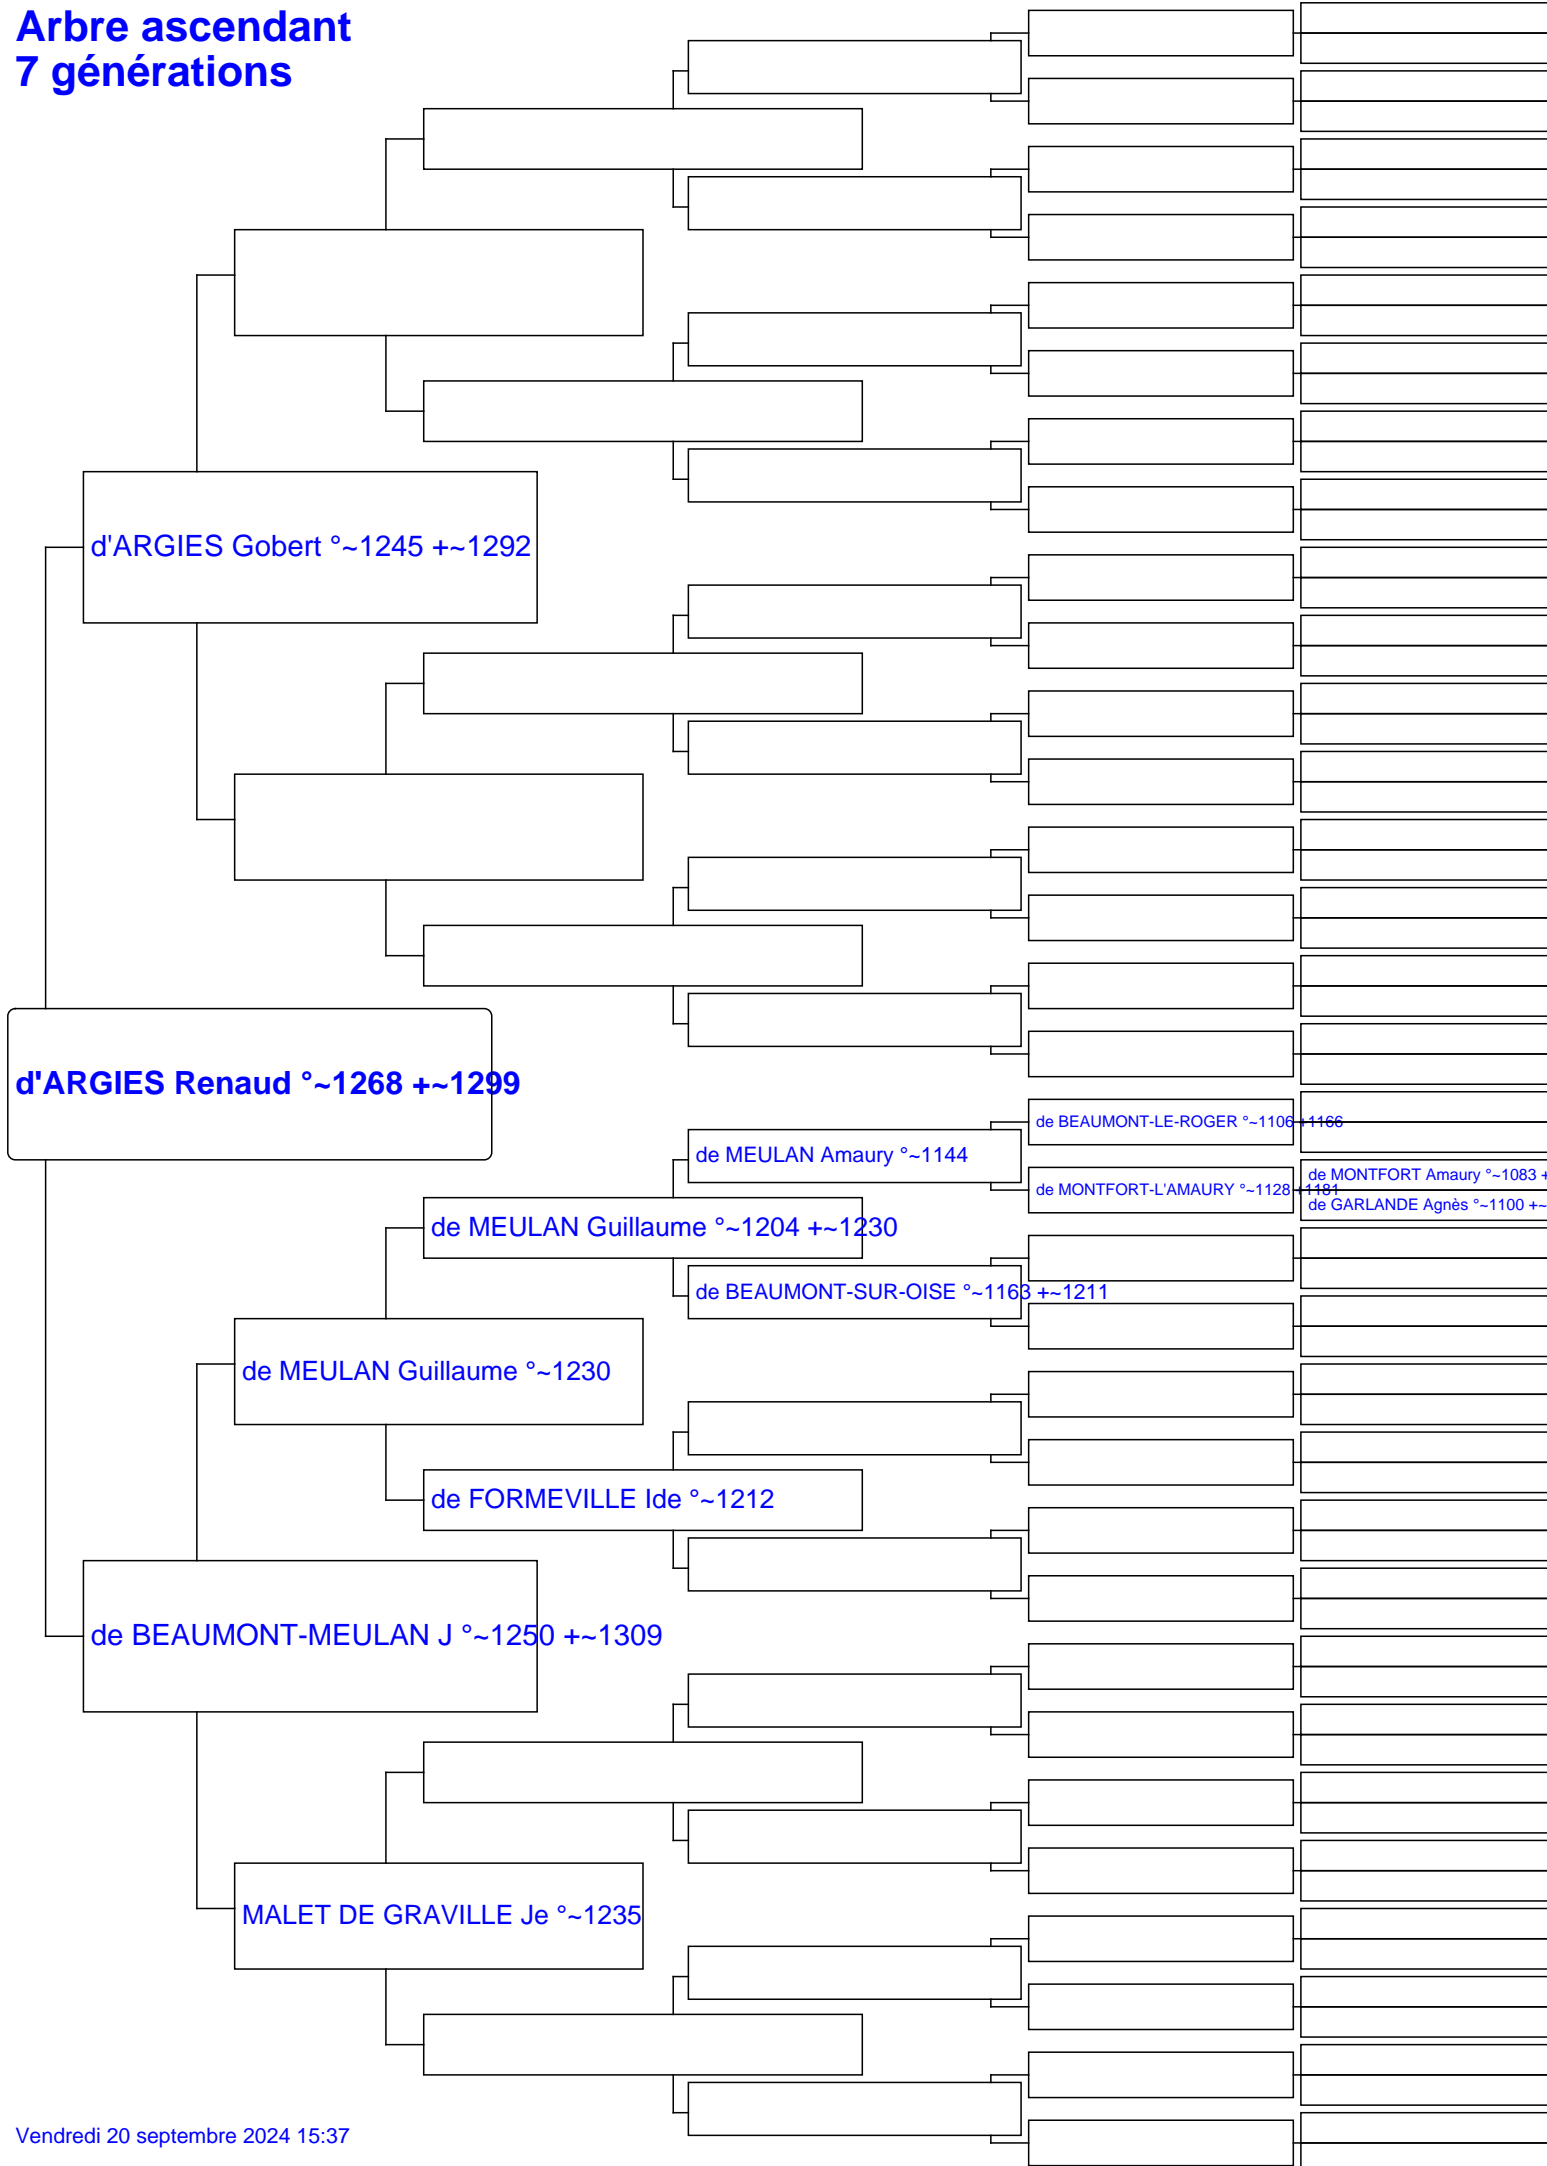 Arbre ascendant
7 générations
d'ARGIES Gobert °~1245 +~1292
d'ARGIES Renaud °~1268 +~1299
de BEAUMONT-LE-ROGER °~1106 +1166
de MEULAN Amaury °~1144
de MONTFORT-L'AMAURY °~1128 +1181
de MONTFORT Amaury °~1083 +
de GARLANDE Agnès °~1100 +~
de MEULAN Guillaume °~1204 +~1230
de BEAUMONT-SUR-OISE °~1163 +~1211
de MEULAN Guillaume °~1230
de FORMEVILLE Ide °~1212
de BEAUMONT-MEULAN J °~1250 +~1309
MALET DE GRAVILLE Je °~1235
Vendredi 20 septembre 2024 15:37